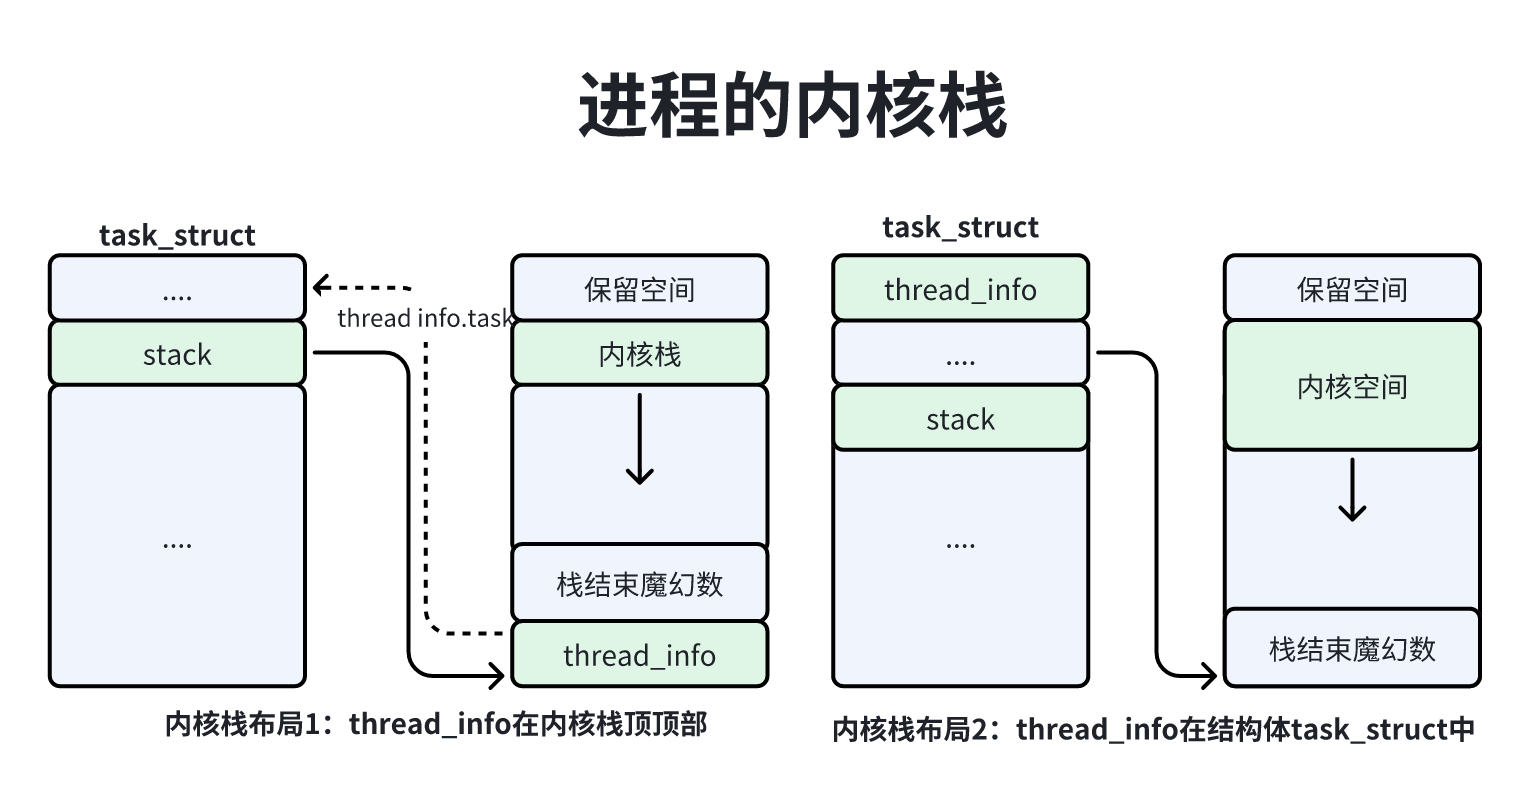 进程的内核栈
task_struct
....
stack
....
thread info.task
保留空间
内核栈
栈结束魔幻数
thread_info
内核栈布局1：thread_info在内核栈顶顶部
task_struct
thread_info
....
stack
....
保留空间
内核空间
栈结束魔幻数
内核栈布局2：thread_info在结构体task_struct中